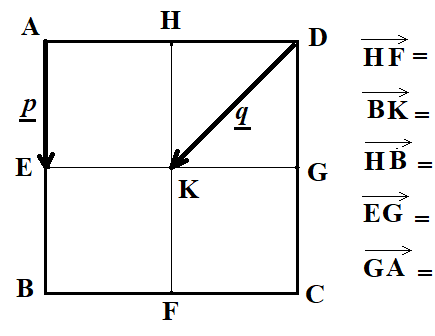 A H D
p q
E K G
B F C
HF =
BK =
HB =
EG =
GA =